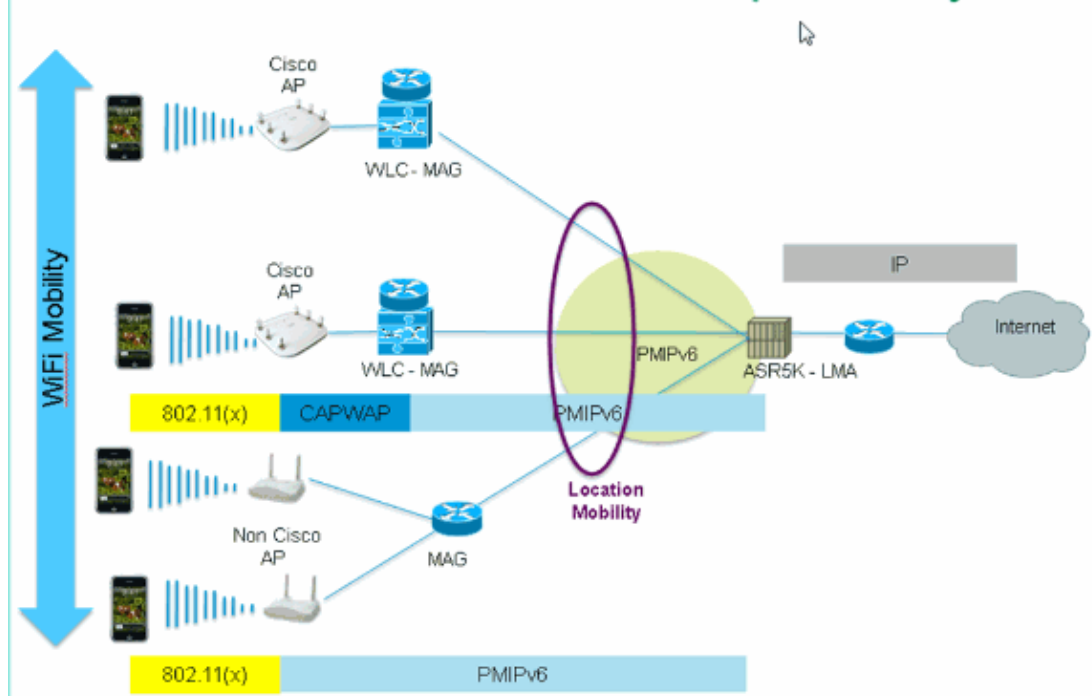 Cisco
AP
WLC - MAG
WiFi Mobility
Cisco
AP
WLC - MAG
IP
Internet
PMIPv6
ASR5K - LMA
802.11(x)
CAPWAP
PMIPv6
Location
Mobility
Non Cisco
AP
MAG
802.11(x)
PMIPv6